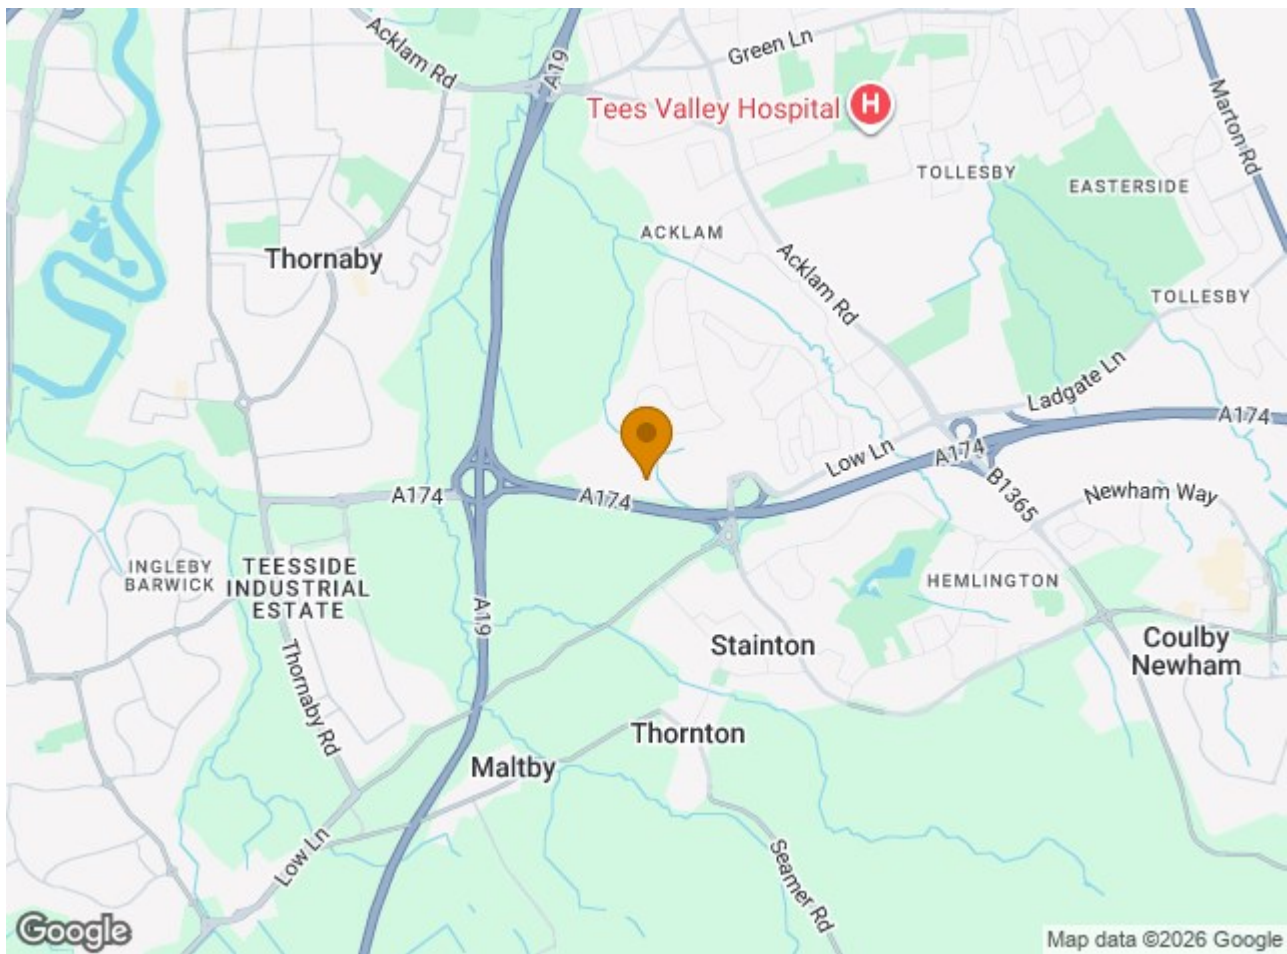 Acklam Rd
A19
Green Ln
Tees Valley Hospital
H
Marton Rd
TOLLESBY
EASTERSIDE
ACKLAM
Thornaby
Acklam Rd
TOLLESBY
Ladgate Ln
A174
A174
Low Ln
A174
A174
B1365
Newham Way
INGLEBY
BARWICK
TEESSIDE
INDUSTRIAL
ESTATE
A19
HEMLINGTON
Stainton
Coulby
Newham
Thornaby Rd
Thornton
Maltby
Low Ln
Seamer Rd
Google
Map data ©2026 Google